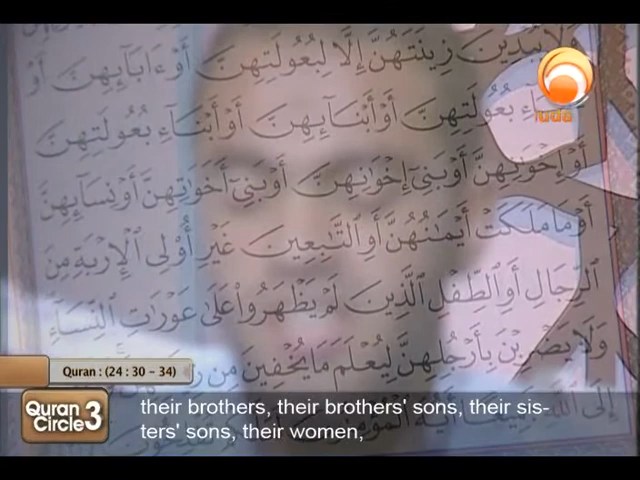 وَلَا يُبْدِينَ زِينَتَهُنَّ إِلَّا لِبُعُولَتِهِنَّ أَوْ ءَابَآئِهِنَّ أَوْ
بُعُولَتِهِنَّ أَوْ أَبْنَآئِهِنَّ أَوْ أَبْنَآءِ بُعُولَتِهِنَّ
أَوْ إِخْوَٰنِهِنَّ أَوْ بَنِىٓ إِخْوَٰنِهِنَّ أَوْ بَنِىٓ أَخَوَٰتِهِنَّ أَوْ نِسَآئِهِنَّ
أَوْ مَا مَلَكَتْ أَيْمَٰنُهُنَّ أَوِ ٱلتَّٰبِعِينَ غَيْرِ أُو۟لِى ٱلْإِرْبَةِ مِنَ
ٱلرِّجَالِ أَوِ ٱلطِّفْلِ ٱلَّذِينَ لَمْ يَظْهَرُوا۟ عَلَىٰ عَوْرَٰتِ ٱلنِّسَآءِ
وَلَا يَضْرِبْنَ بِأَرْجُلِهِنَّ لِيُعْلَمَ مَا يُخْفِينَ مِن
إِلَى ٱللَّهِ
huda
Quran : (24 : 30 – 34)
Quran Circle 3
their brothers, their brothers' sons, their sis-
ters' sons, their women,